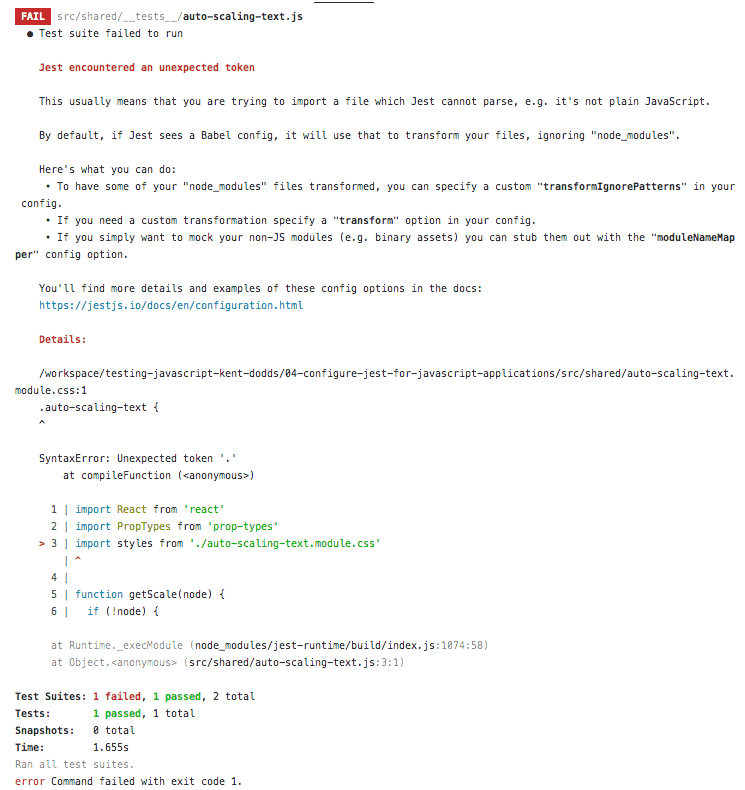 FAIL src/shared/__tests__/auto-scaling-text.js
● Test suite failed to run
Jest encountered an unexpected token
This usually means that you are trying to import a file which Jest cannot parse, e.g. it's not plain JavaScript.
By default, if Jest sees a Babel config, it will use that to transform your files, ignoring "node_modules".
Here's what you can do:
• To have some of your "node_modules" files transformed, you can specify a custom "transformIgnorePatterns" in your
config.
• If you need a custom transformation specify a "transform" option in your config.
• If you simply want to mock your non-JS modules (e.g. binary assets) you can stub them out with the "moduleNameMap
per" config option.
You'll find more details and examples of these config options in the docs:
https://jestjs.io/docs/en/configuration.html
Details:
/workspace/testing-javascript-kent-dodds/04-configure-jest-for-javascript-applications/src/shared/auto-scaling-text.
module.css:1
.auto-scaling-text {
^
SyntaxError: Unexpected token '.'
at compileFunction (<anonymous>)
1 | import React from 'react'
2 | import PropTypes from 'prop-types'
> 3 | import styles from './auto-scaling-text.module.css'
| ^
4 |
5 | function getScale(node) {
6 |   if (!node) {
at Runtime._execModule (node_modules/jest-runtime/build/index.js:1074:58)
at Object.<anonymous> (src/shared/auto-scaling-text.js:3:1)
Test Suites: 1 failed, 1 passed, 2 total
Tests:       1 passed, 1 total
Snapshots:   0 total
Time:        1.655s
Ran all test suites.
error Command failed with exit code 1.